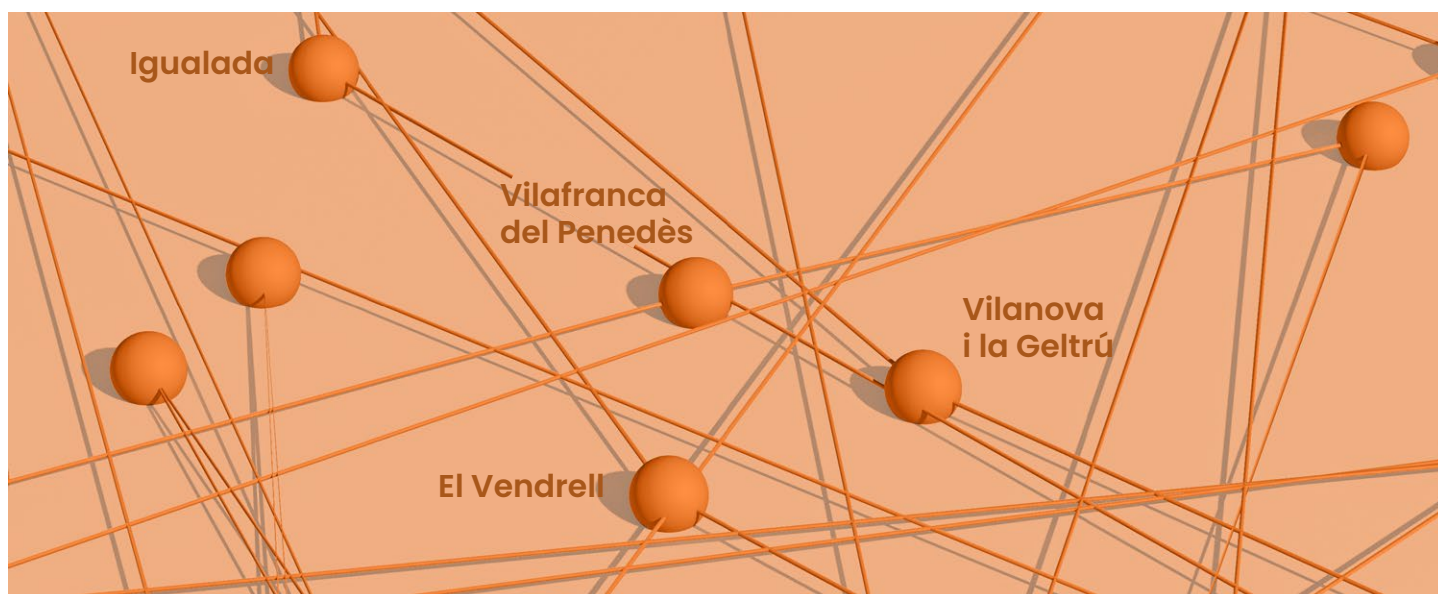 Igualada
Vilafranca
del Penedès
Vilanova
i la Geltrú
El Vendrell